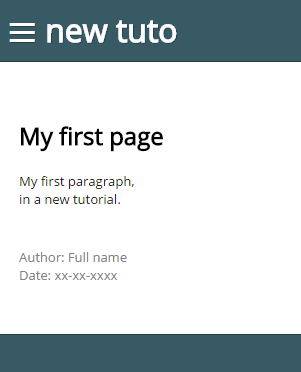 new tuto
My first page
My first paragraph,
in a new tutorial.
Author: Full name
Date: xx-xx-xxxx